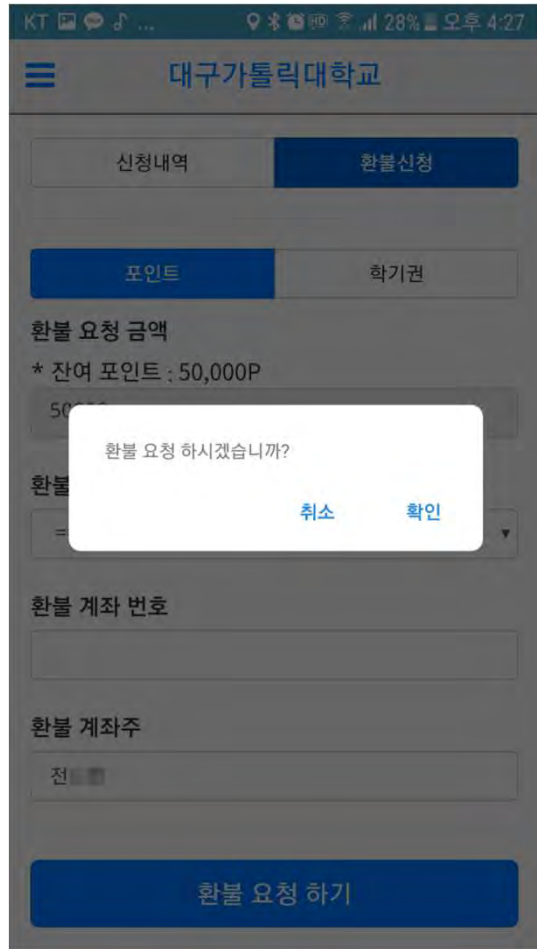 KT ... HD 28% 오후 4:27
대구가톨릭대학교
신청내역 환불신청
포인트 학기권
환불 요청 금액
* 잔여 포인트 : 50,000P
환불 요청 하시겠습니까?
환불
취소 확인
=
환불 계좌 번호
환불 계좌주
전
환불 요청 하기